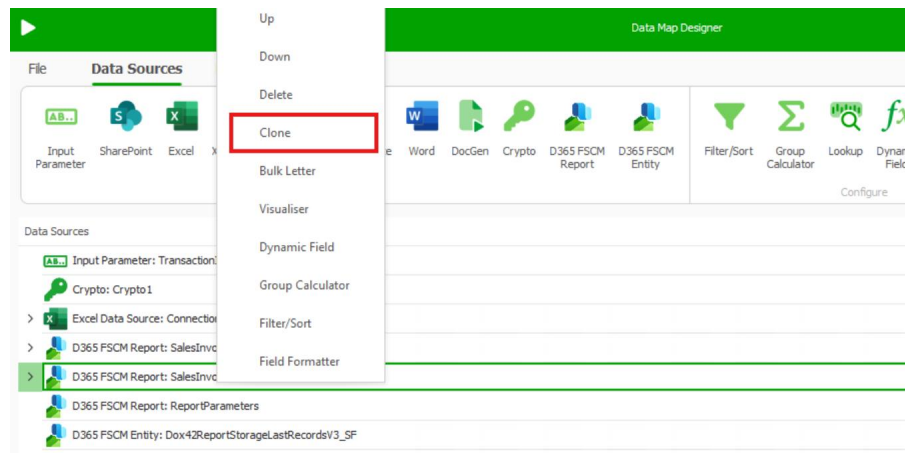 Up
Data Map Designer
Down
File
Data Sources
Delete
Clone
Input Parameter
SharePoint
Excel
Word
DocGen
Crypto
D365 FSCM Report
D365 FSCM Entity
Filter/Sort
Group Calculator
Lookup
Configure
Bulk Letter
Visualiser
Dynamic Field
Group Calculator
Filter/Sort
Field Formatter
Data Sources
AB.. Input Parameter: Transaction
Crypto: Crypto1
Excel Data Source: Connectio
D365 FSCM Report: SalesInvo
D365 FSCM Report: SalesInvo
D365 FSCM Report: ReportParameters
D365 FSCM Entity: Dox42ReportStorageLastRecordsV3_SF